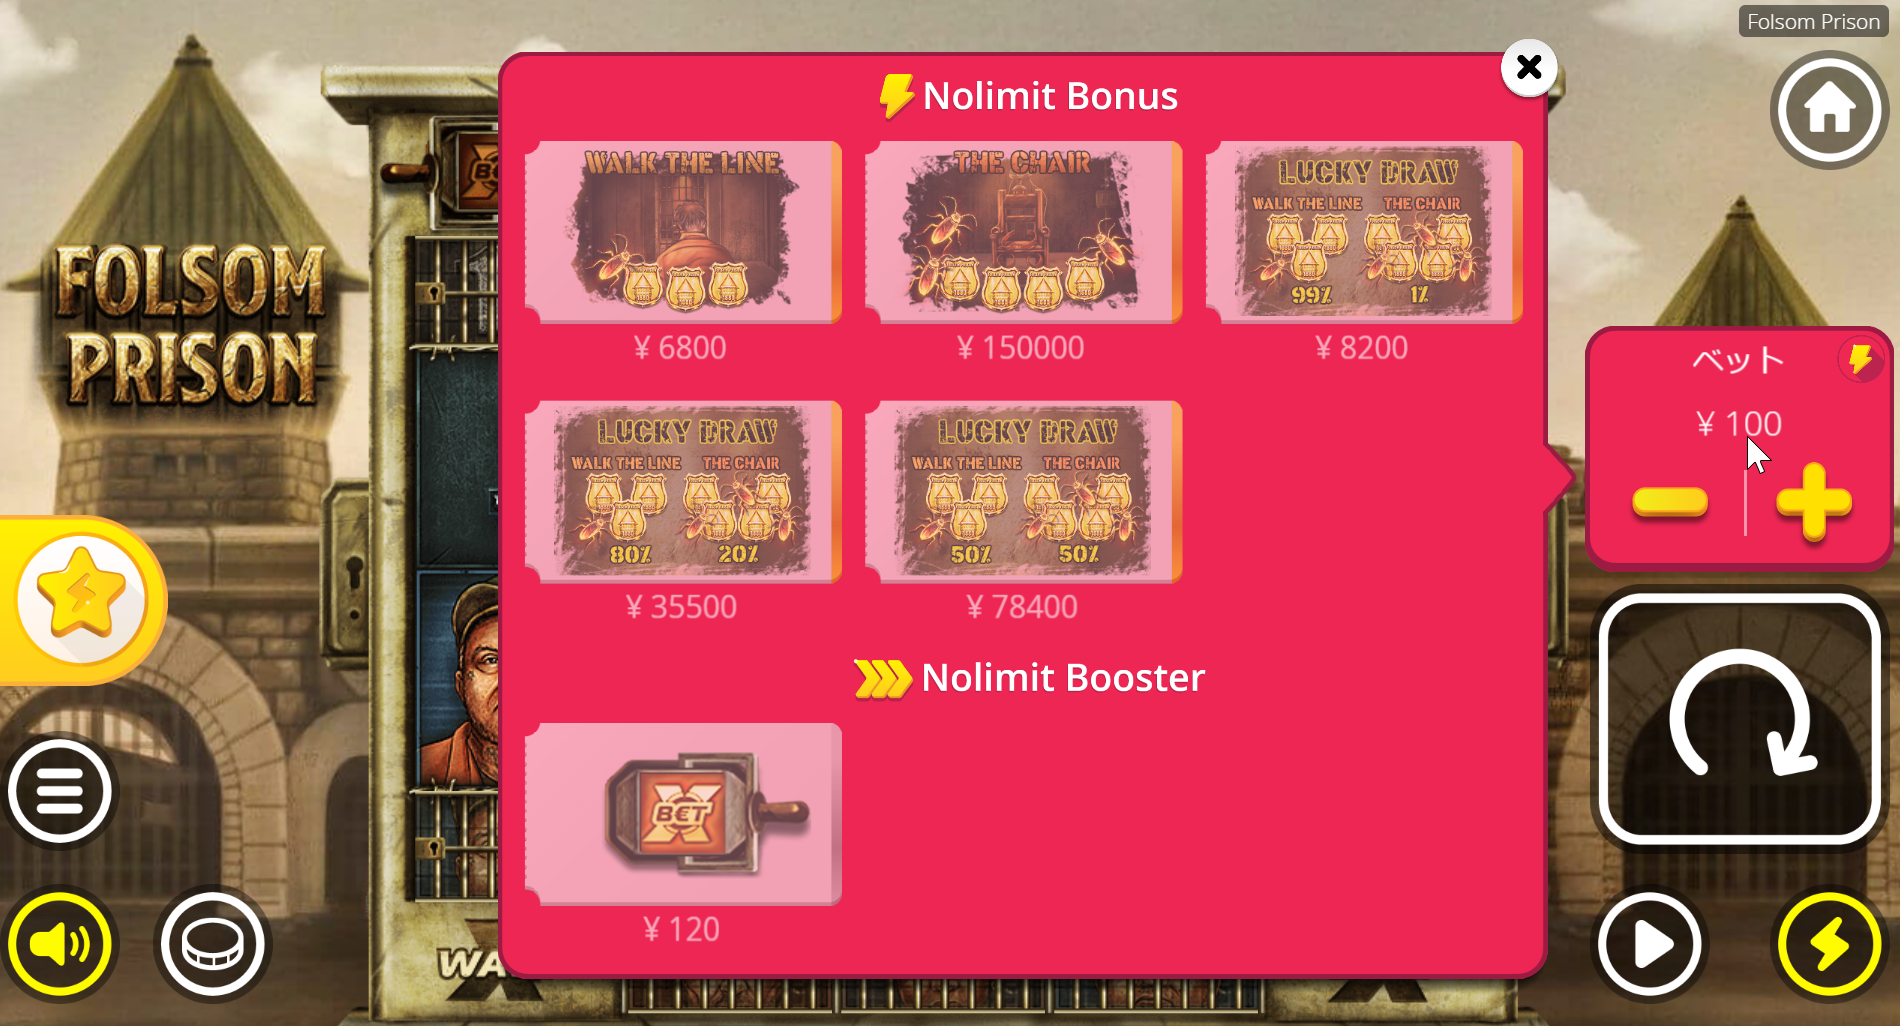 Folsom Prison
Nolimit Bonus
FOLSOM
PRISON
WALK THE LINE
¥ 6800
THE CHAIR
¥ 150000
LUCKY DRAW
WALK THE LINE THE CHAIR
99% 1%
¥ 8200
LUCKY DRAW
WALK THE LINE THE CHAIR
80% 20%
¥ 35500
LUCKY DRAW
WALK THE LINE THE CHAIR
50% 50%
¥ 78400
Nolimit Booster
BET
¥ 120
ベット
¥ 100